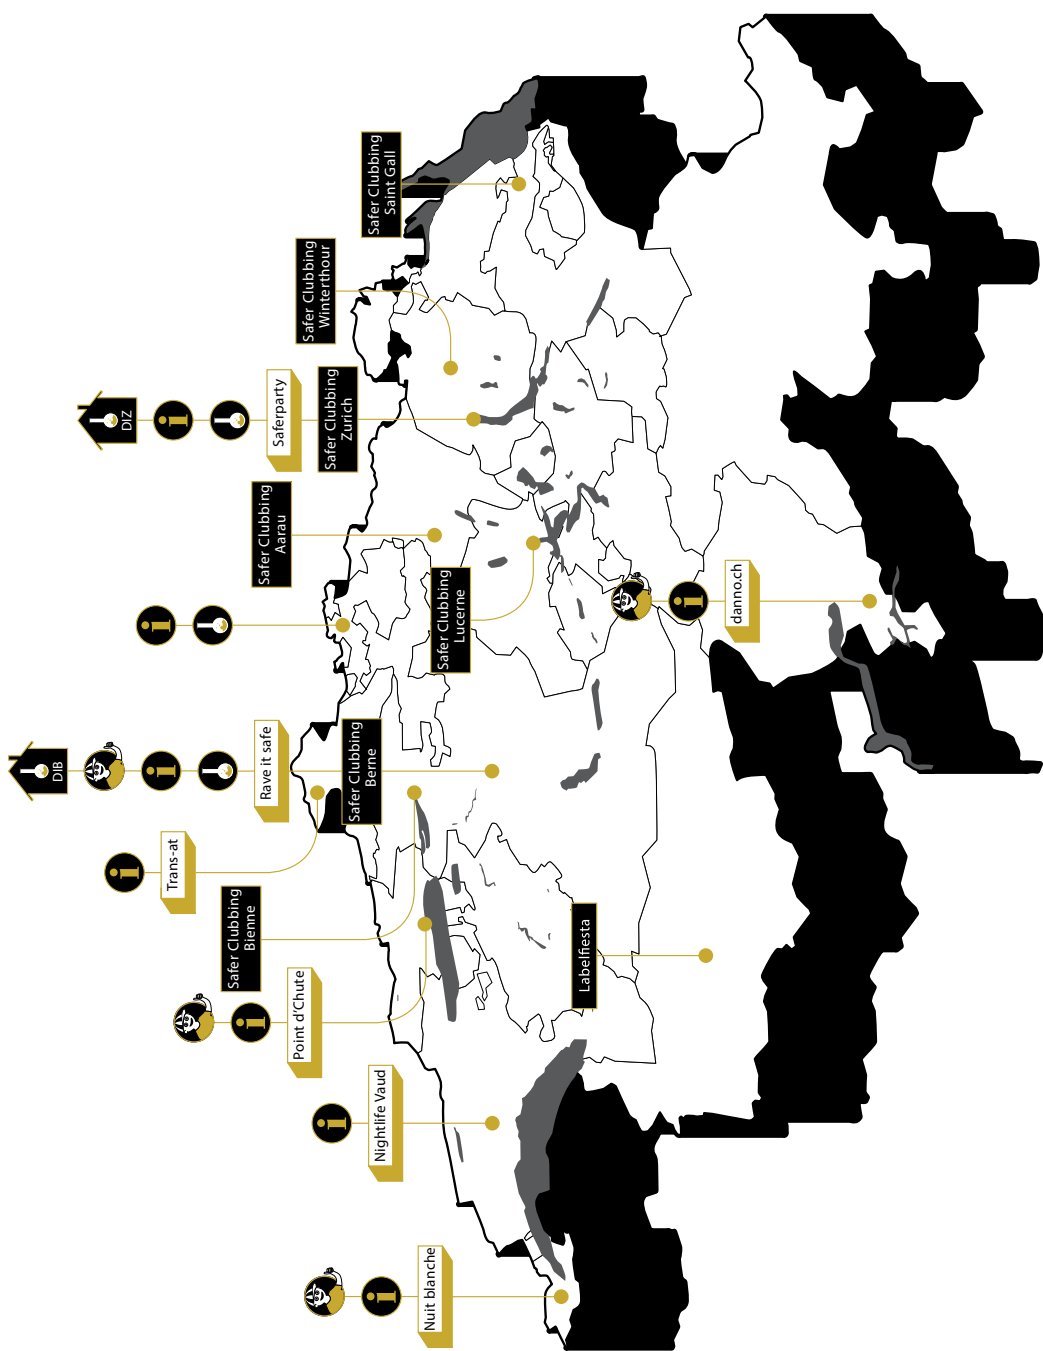 Nuit blanche
Nightlife Vaud
Point d'Chute
Safer Clubbing
Bienne
Trans-at
DIB
Rave it safe
Safer Clubbing
Berne
Safer Clubbing
Aarau
DIZ
Saferparty
Safer Clubbing
Zurich
Safer Clubbing
Winterthour
Safer Clubbing
Saint Gall
Safer Clubbing
Lucerne
Labelfiesta
danno.ch
i
i
i
i
i
i
i
i